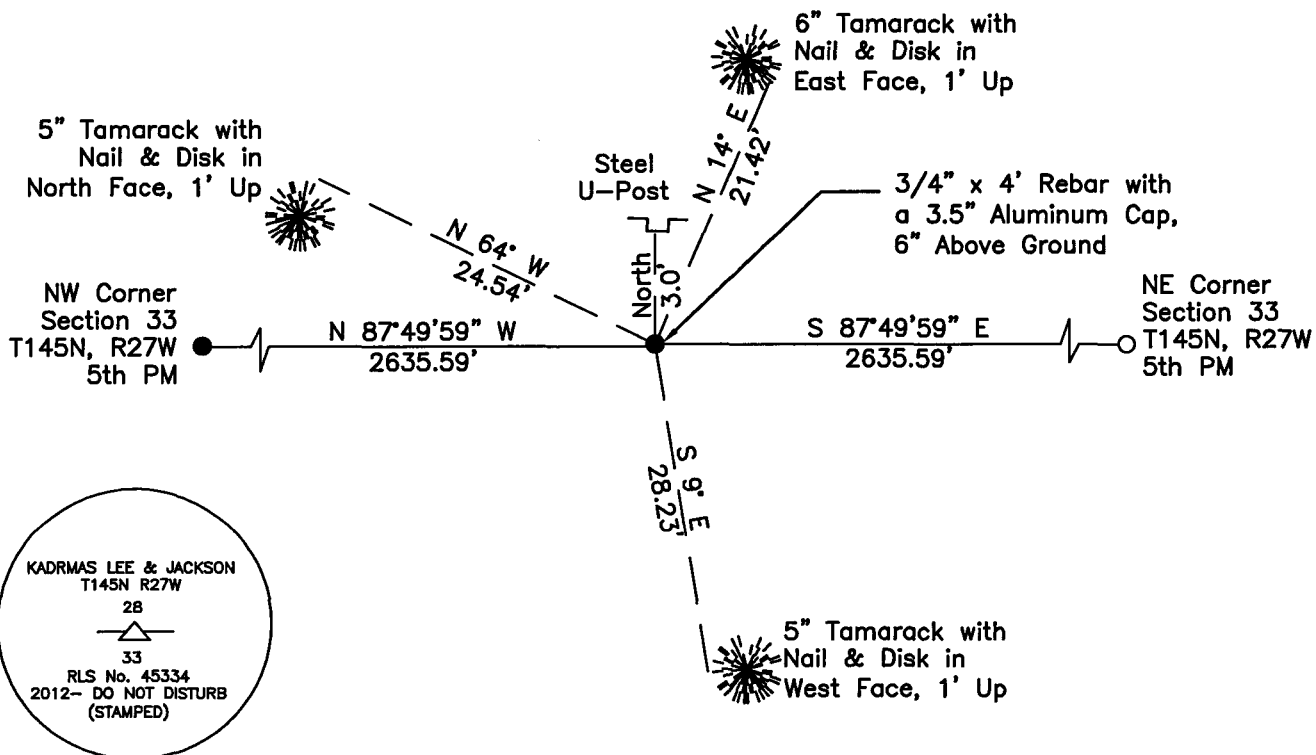 6" Tamarack with
Nail & Disk in
East Face, 1' Up
5" Tamarack with
Nail & Disk in
North Face, 1' Up
Steel
U-Post
N 14° E
21.42'
3/4" x 4' Rebar with
a 3.5" Aluminum Cap,
6" Above Ground
N 64° W
24.54'
North
3.0'
NW Corner
Section 33
T145N, R27W
5th PM
N 87°49'59" W
2635.59'
S 87°49'59" E
2635.59'
NE Corner
Section 33
T145N, R27W
5th PM
S 9° E
28.23'
5" Tamarack with
Nail & Disk in
West Face, 1' Up
KADRMAS LEE & JACKSON
T145N R27W
28
33
RLS No. 45334
2012- DO NOT DISTURB
(STAMPED)